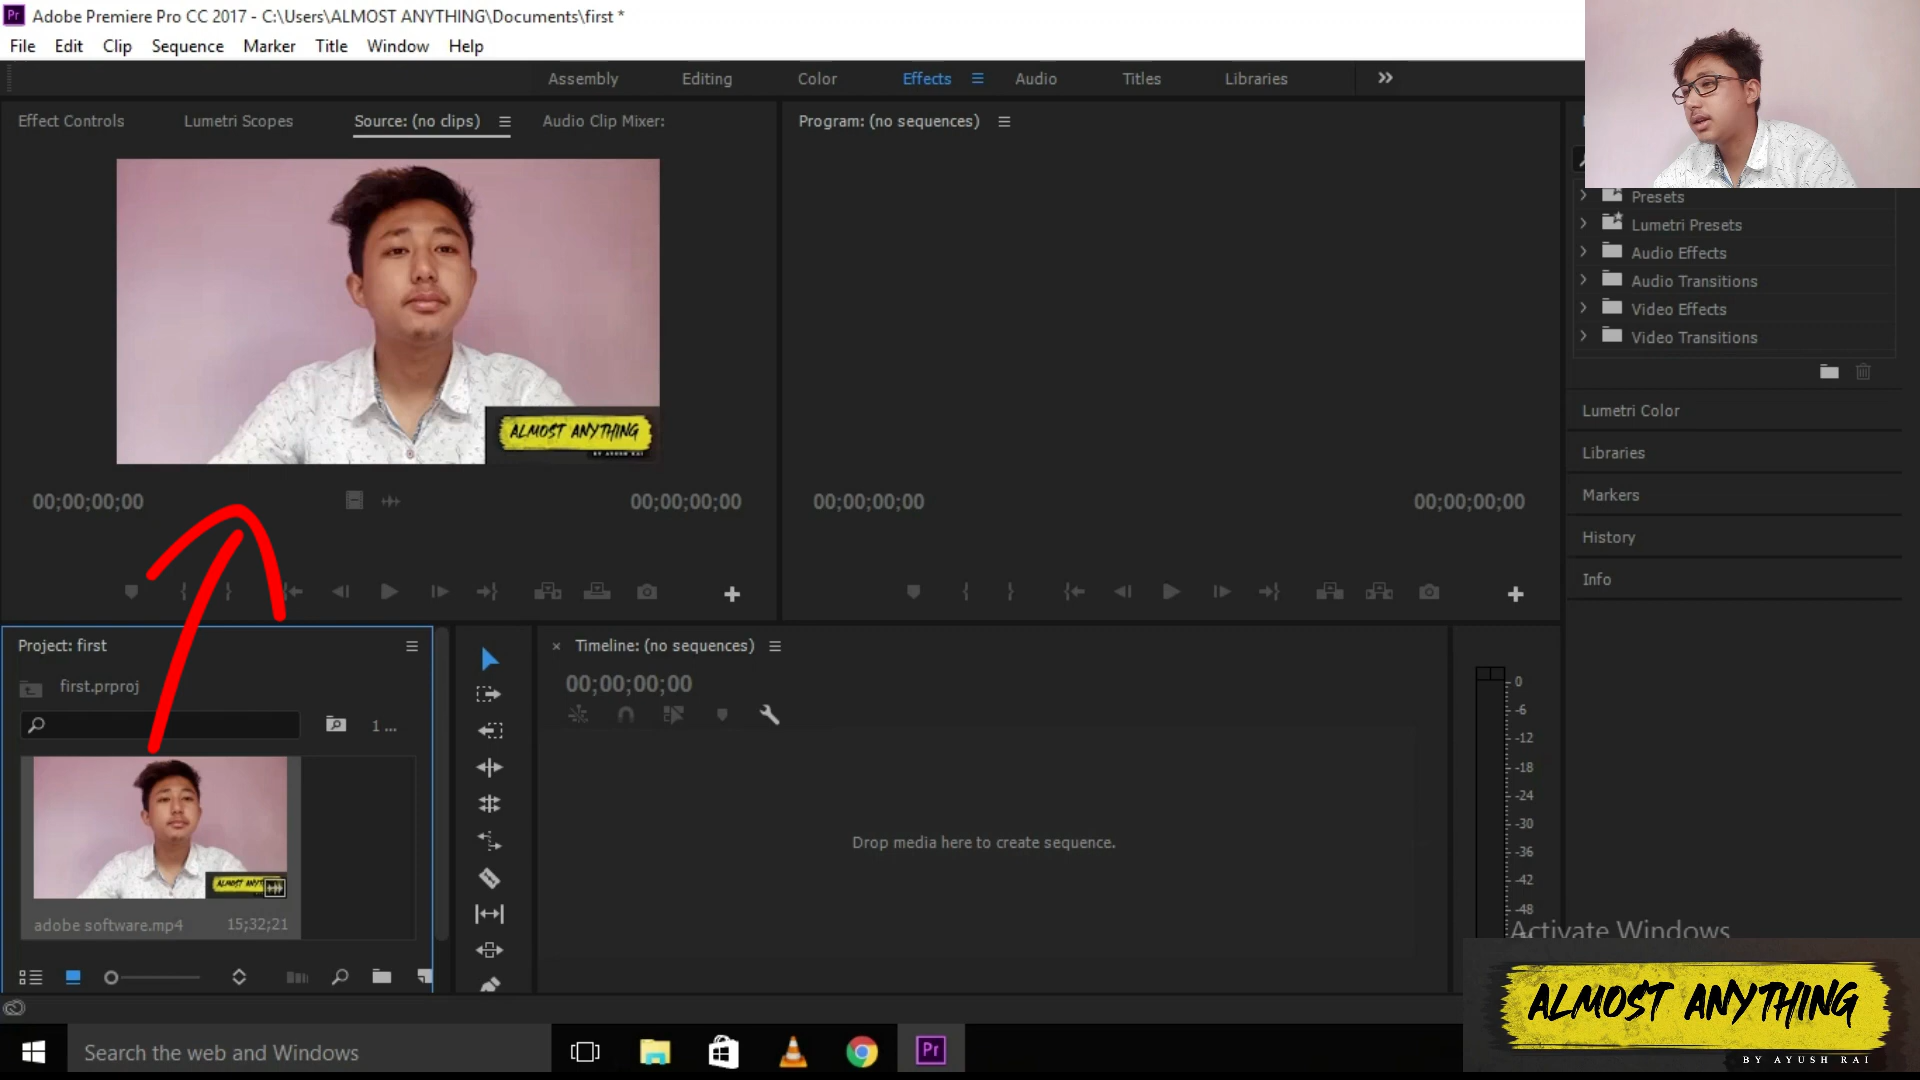 Adobe Premiere Pro CC 2017 - C:\Users\ALMOST ANYTHING\Documents\first *
File Edit Clip Sequence Marker Title Window Help
Assembly Editing Color Effects Audio Titles Libraries
Effect Controls Lumetri Scopes Source: (no clips) Audio Clip Mixer:
Program: (no sequences)
ALMOST ANYTHING
BY AYUSH RAI
00;00;00;00 00;00;00;00
00;00;00;00 00;00;00;00
Presets
Lumetri Presets
Audio Effects
Audio Transitions
Video Effects
Video Transitions
Lumetri Color
Libraries
Markers
History
Info
Project: first
first.prproj
1 ...
adobe software.mp4 15;32;21
Timeline: (no sequences)
00;00;00;00
Drop media here to create sequence.
0
-6
-12
-18
-24
-30
-36
-42
-48
Activate Windows
ALMOST ANYTHING
BY AYUSH RAI
Search the web and Windows
Pr